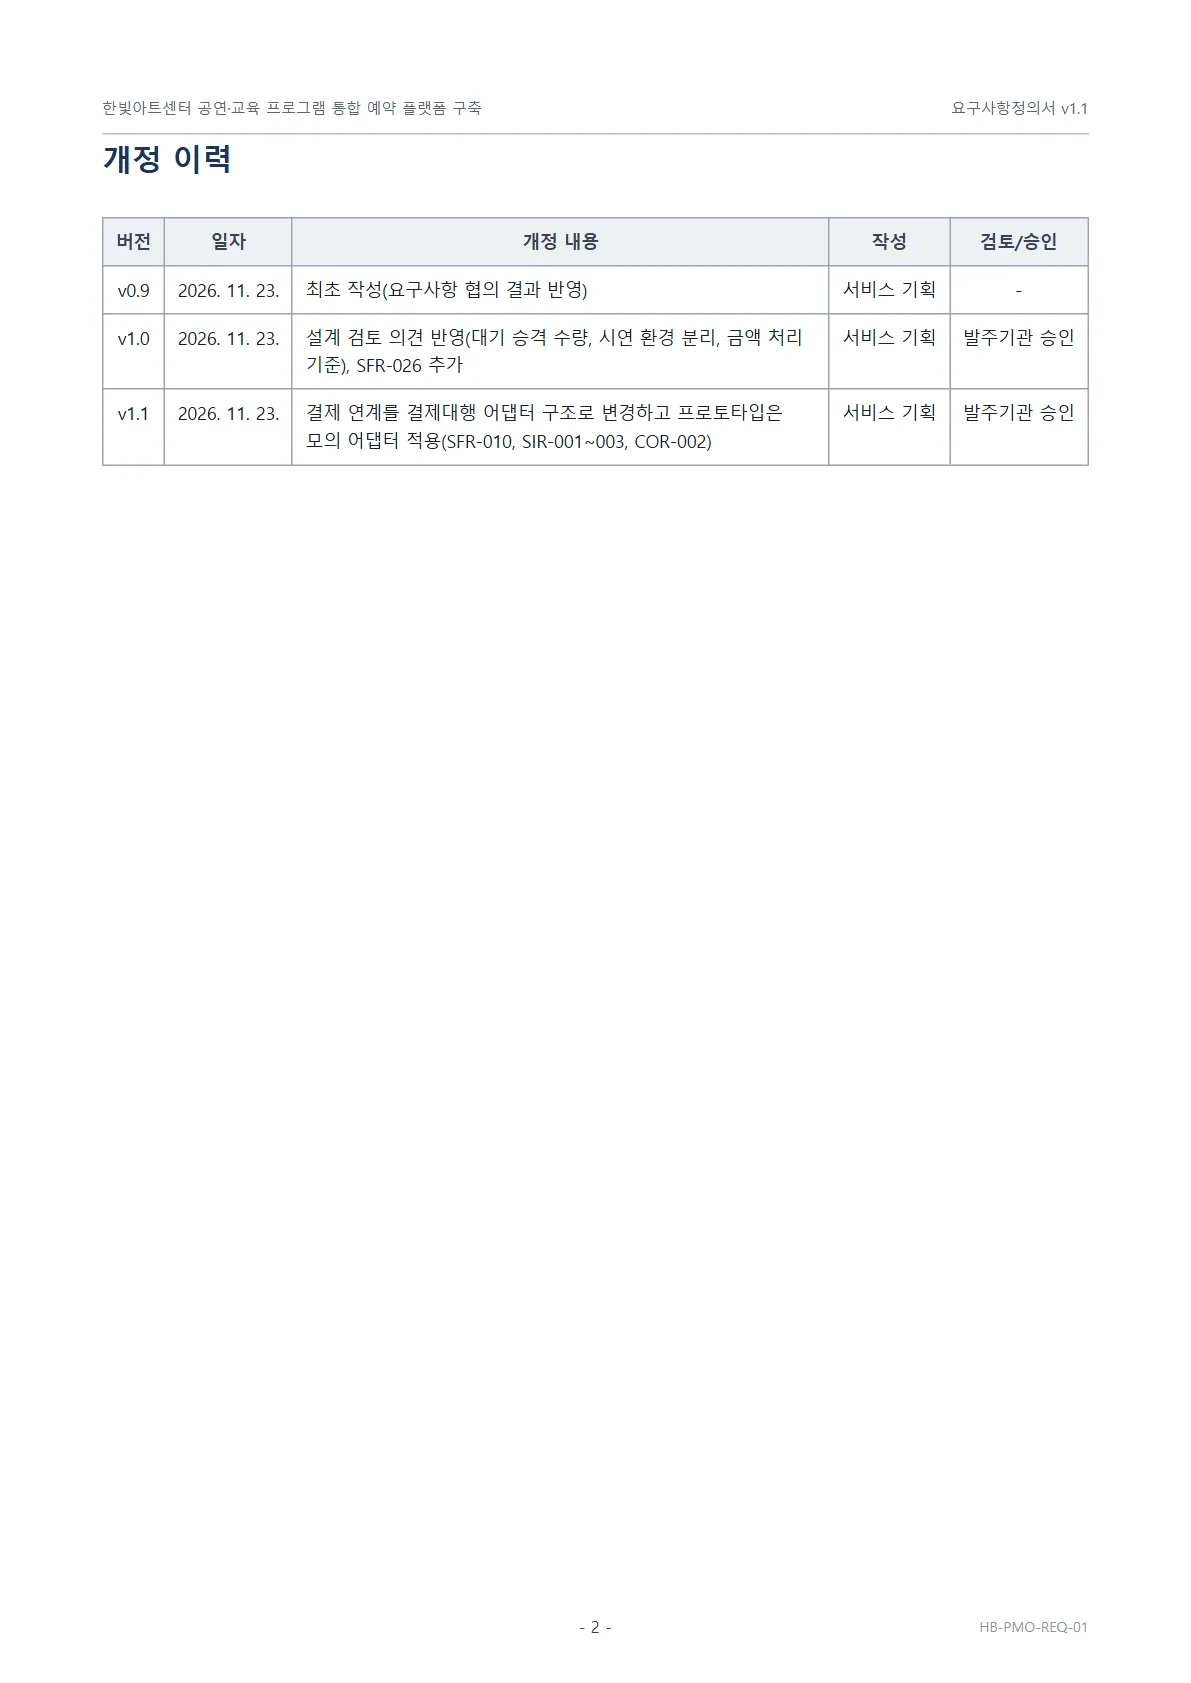 한빛아트센터 공연·교육 프로그램 통합 예약 플랫폼 구축
요구사항정의서 v1.1
개정 이력
버전 일자 개정 내용 작성 검토/승인
v0.9 2026. 11. 23. 최초 작성(요구사항 협의 결과 반영) 서비스 기획 -
v1.0 2026. 11. 23. 설계 검토 의견 반영(대기 승격 수량, 시연 환경 분리, 금액 처리 서비스 기획 발주기관 승인
기준), SFR-026 추가
v1.1 2026. 11. 23. 결제 연계를 결제대행 어댑터 구조로 변경하고 프로토타입은 서비스 기획 발주기관 승인
모의 어댑터 적용(SFR-010, SIR-001~003, COR-002)
- 2 -
HB-PMO-REQ-01